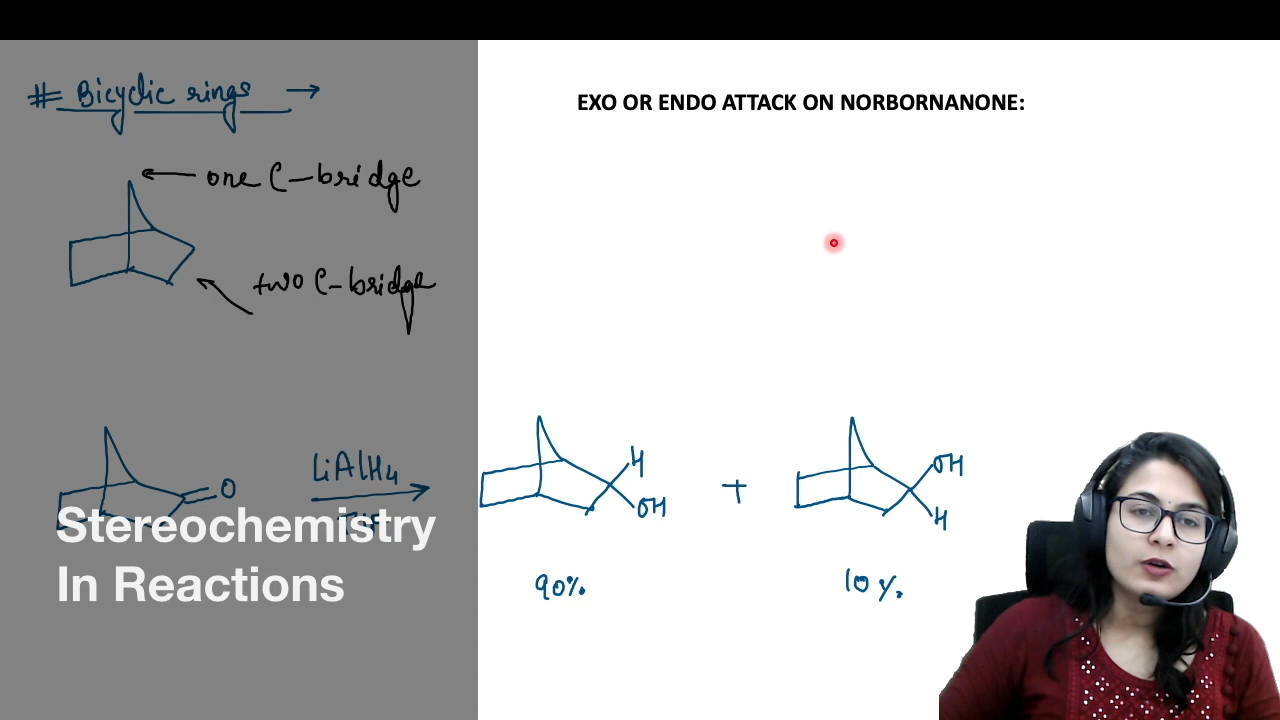 # Bicyclic rings →
EXO OR ENDO ATTACK ON NORBORNANONE:
one C-bridge
two C-bridge
O
LiAlH4
H
OH
+
OH
H
90%
10%
Stereochemistry
In Reactions